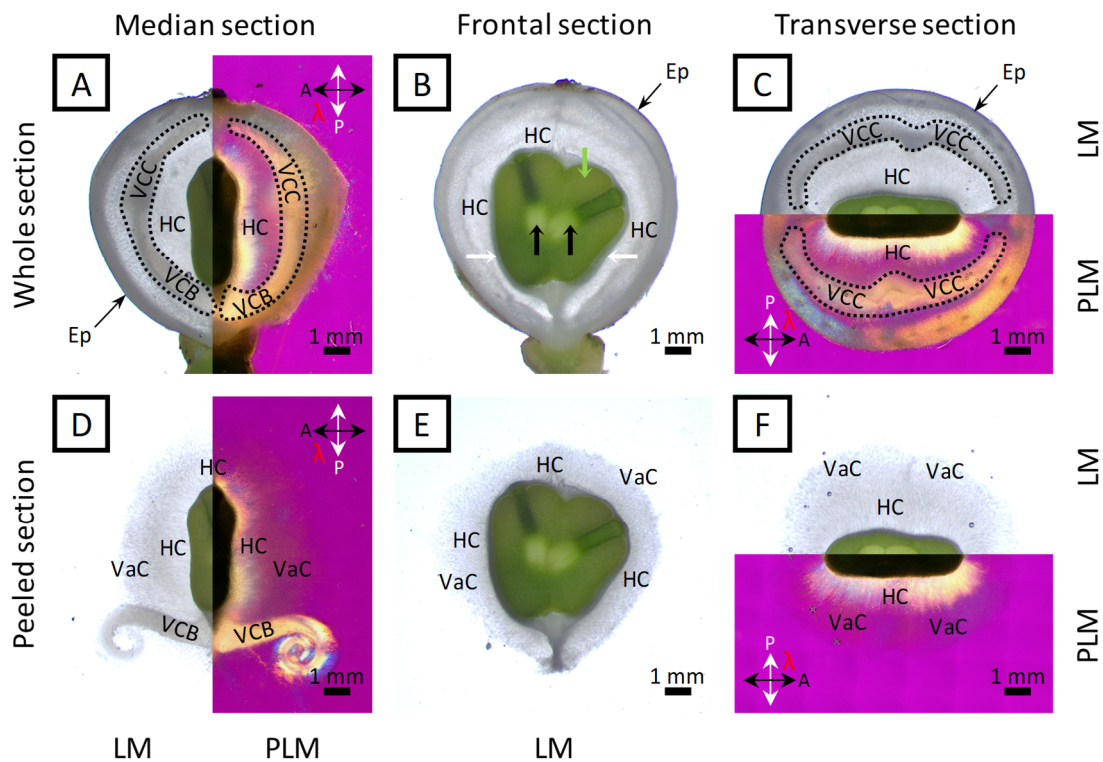 Median section
Frontal section
Transverse section
Whole section
Peeled section
A
A
λ
P
VCC
VCC
HC
HC
VCB
VCB
Ep
1 mm
B
Ep
HC
HC
HC
1 mm
C
Ep
VCC
VCC
HC
HC
VCC
VCC
P
λ
A
1 mm
LM
PLM
D
A
λ
P
HC
HC
HC
VaC
VaC
VCB
VCB
1 mm
E
HC
VaC
HC
VaC
HC
1 mm
F
VaC
VaC
HC
HC
VaC
VaC
P
λ
A
1 mm
LM
PLM
LM
PLM
LM